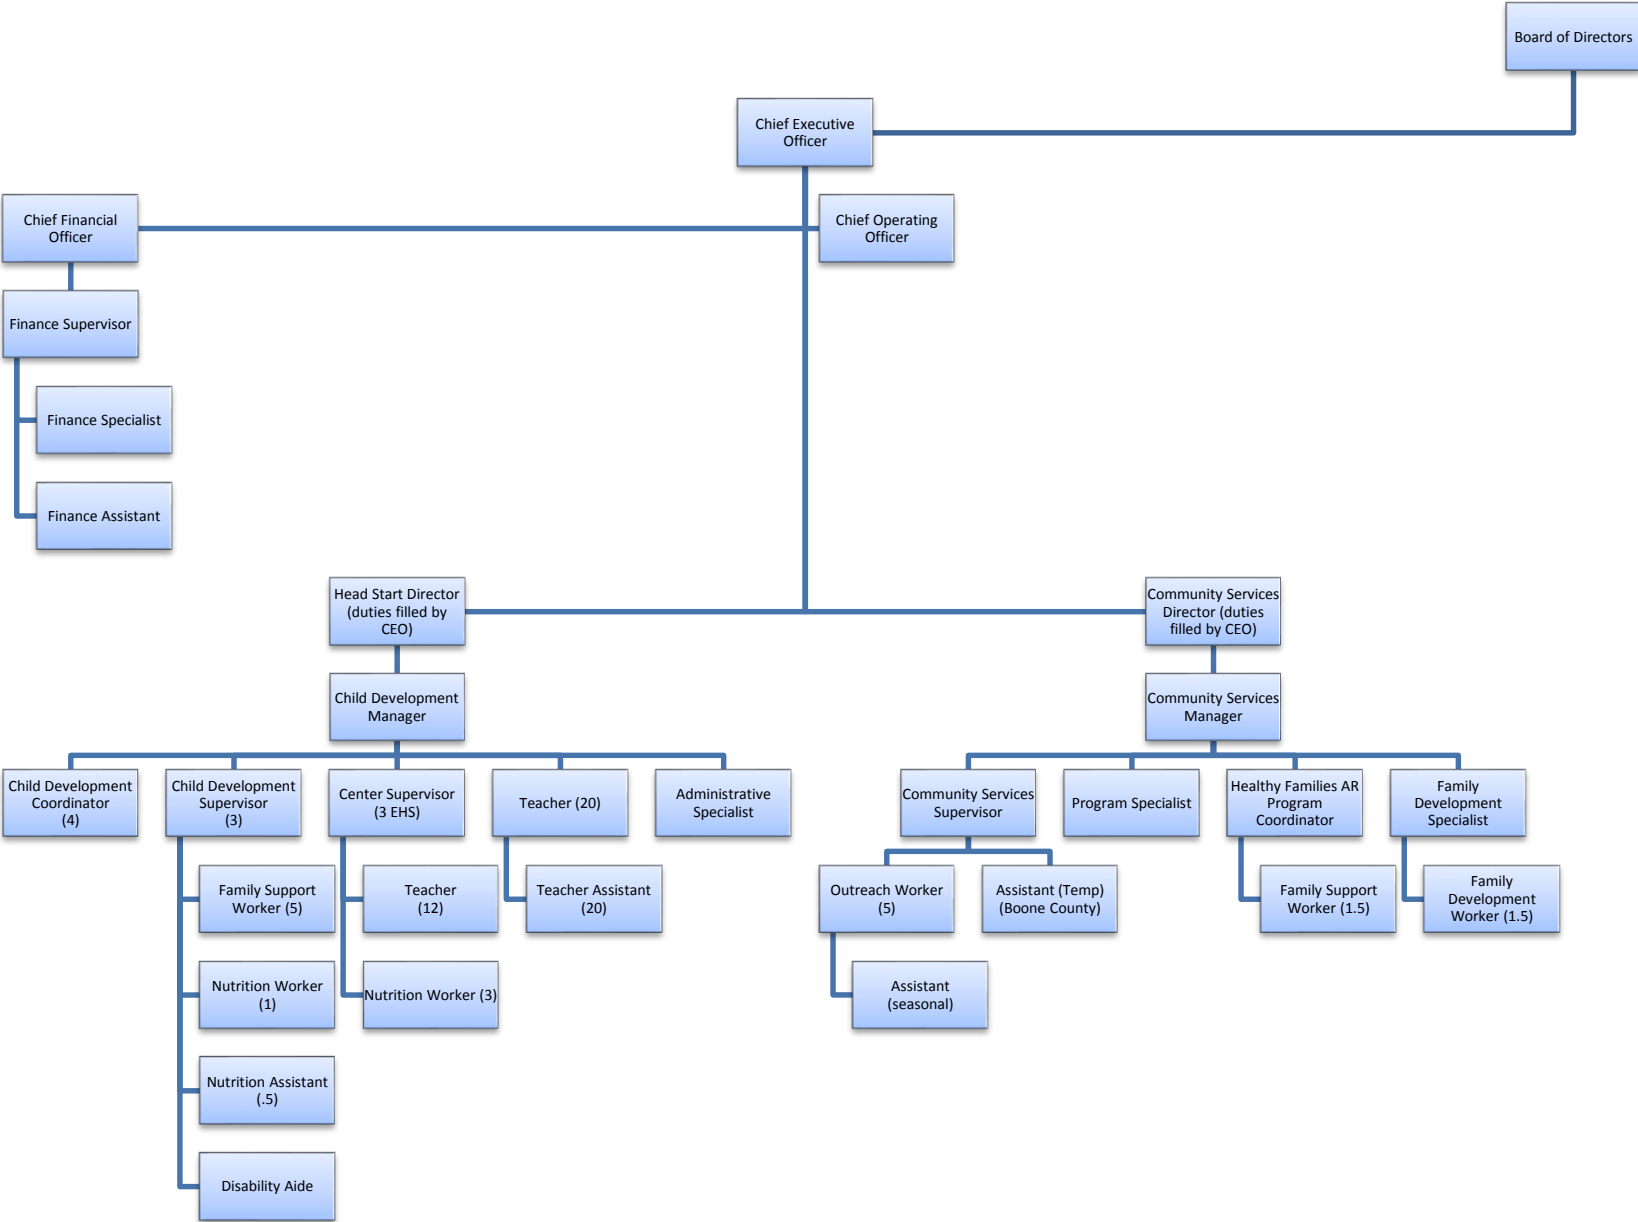 Board of Directors
Chief Executive
Officer
Chief Financial
Officer
Chief Operating
Officer
Finance Supervisor
Finance Specialist
Finance Assistant
Head Start Director
(duties filled by
CEO)
Community Services
Director (duties
filled by CEO)
Child Development
Manager
Community Services
Manager
Child Development
Coordinator
(4)
Child Development
Supervisor
(3)
Center Supervisor
(3 EHS)
Teacher (20)
Administrative
Specialist
Community Services
Supervisor
Program Specialist
Healthy Families AR
Program
Coordinator
Family
Development
Specialist
Family Support
Worker (5)
Teacher
(12)
Teacher Assistant
(20)
Outreach Worker
(5)
Assistant (Temp)
(Boone County)
Family Support
Worker (1.5)
Family
Development
Worker (1.5)
Nutrition Worker
(1)
Nutrition Worker (3)
Assistant
(seasonal)
Nutrition Assistant
(.5)
Disability Aide